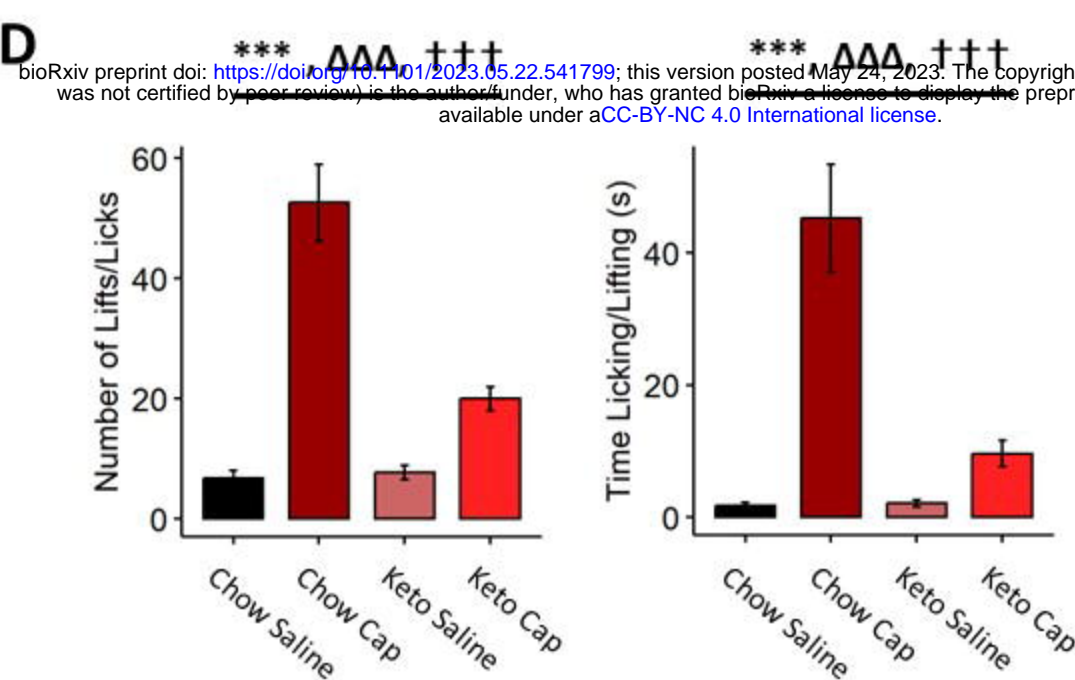 D
*** , ΔΔΔ, †††
***, ΔΔΔ, †††
bioRxiv preprint doi: https://doi.org/10.1101/2023.05.22.541799; this version posted May 24, 2023. The copyrigh
was not certified by peer review) is the author/funder, who has granted bioRxiv a license to display the prepr
available under aCC-BY-NC 4.0 International license.
Number of Lifts/Licks
60
40
20
0
Chow Saline
Chow Cap
Keto Saline
Keto Cap
Time Licking/Lifting (s)
40
20
0
Chow Saline
Chow Cap
Keto Saline
Keto Cap